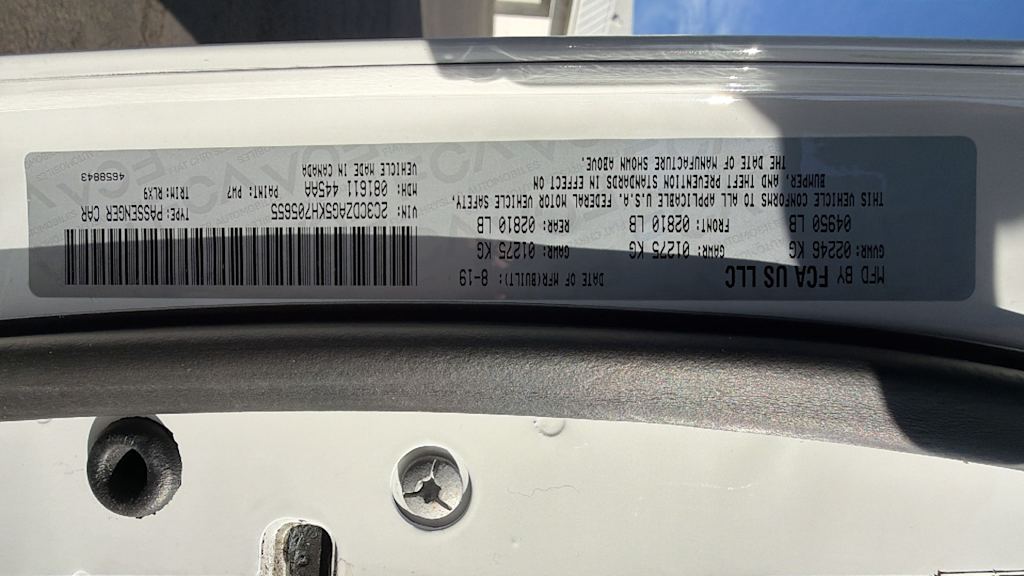 MFD BY FCA US LLC
DATE OF MFR(BUILT): 8-19
GVWR: 02246 KG
04950 LB
GAWR: 01275 KG
FRONT: 02810 LB
GAWR: 01275 KG
REAR: 02810 LB
THIS VEHICLE CONFORMS TO ALL APPLICABLE U.S.A. FEDERAL MOTOR VEHICLE SAFETY,
BUMPER, AND THEFT PREVENTION STANDARDS IN EFFECT ON
THE DATE OF MANUFACTURE SHOWN ABOVE.
VIN: 2C3CDZAG5KH705655
TYPE: PASSENGER CAR
MDH: 081611 445AA
PAINT: PW7
TRIM: RLX9
VEHICLE MADE IN CANADA
4658843